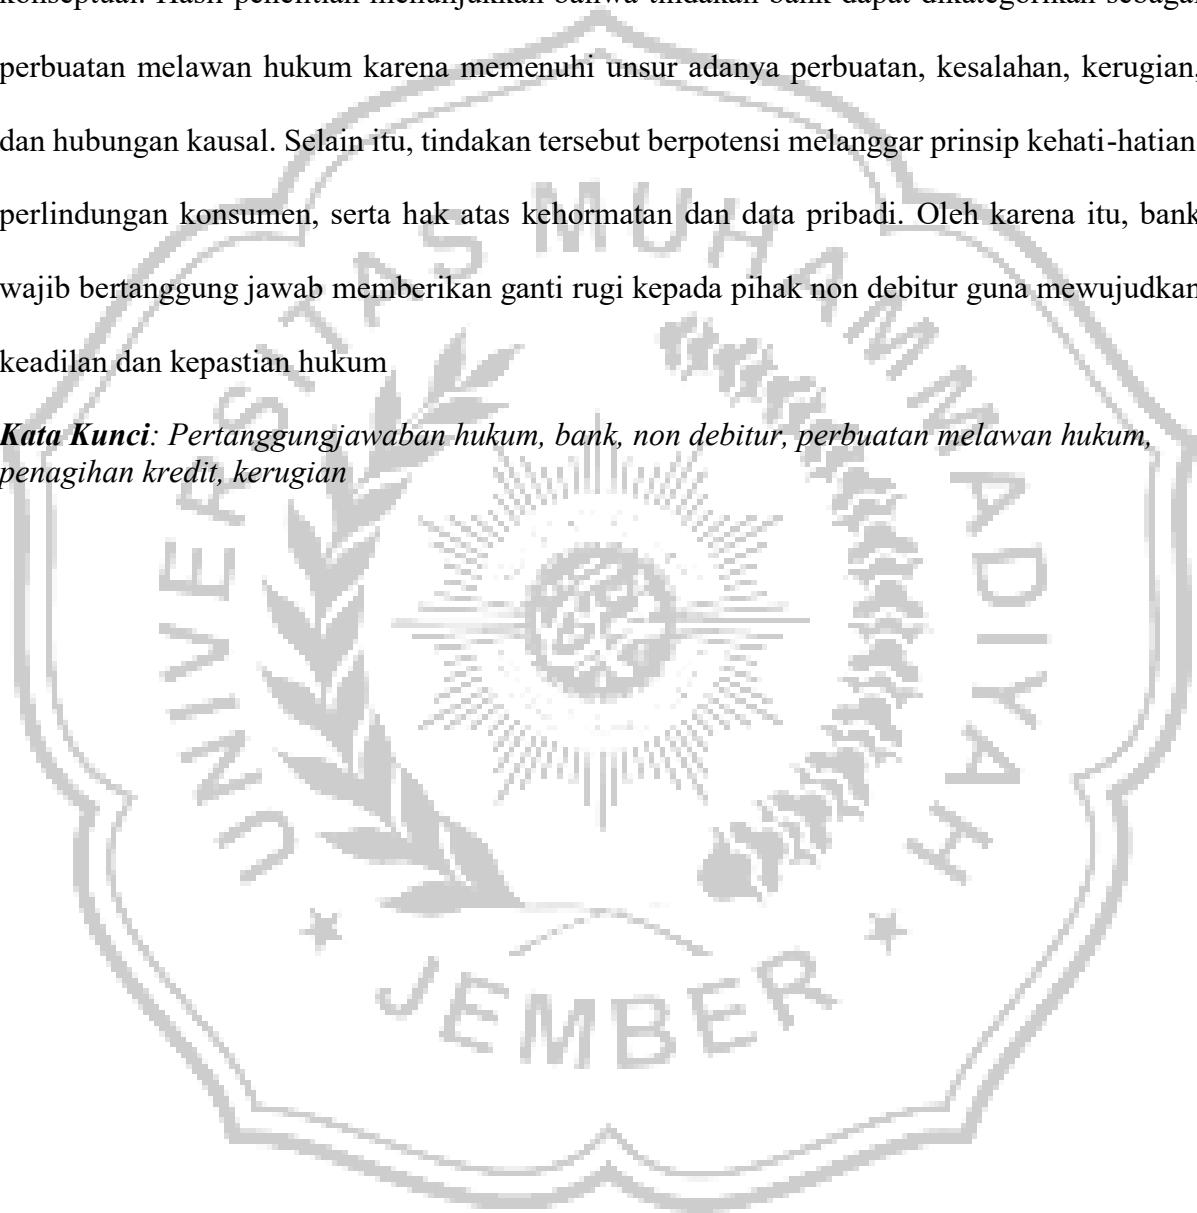 konseptual. Hasil penelitian menunjukkan bahwa tindakan bank dapat dikategorikan sebagai
perbuatan melawan hukum karena memenuhi unsur adanya perbuatan, kesalahan, kerugian,
dan hubungan kausal. Selain itu, tindakan tersebut berpotensi melanggar prinsip kehati-hatian
perlindungan konsumen, serta hak atas kehormatan dan data pribadi. Oleh karena itu, bank
wajib bertanggung jawab memberikan ganti rugi kepada pihak non debitur guna mewujudkan
keadilan dan kepastian hukum
Kata Kunci: Pertanggungjawaban hukum, bank, non debitur, perbuatan melawan hukum,
penagihan kredit, kerugian
UNIVERSITAS MUHAMMADIYAH
JEMBER